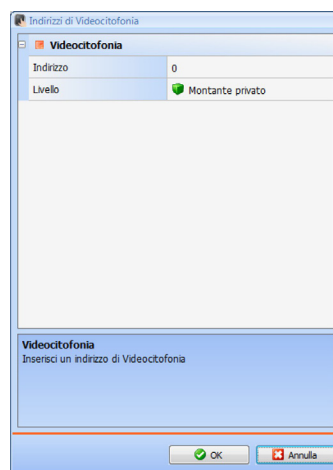 Indirizzi di Videocitofonia
Videocitofonia
Indirizzo 0
Livello Montante privato
Videocitofonia
Inserisci un indirizzo di Videocitofonia
OK Annulla